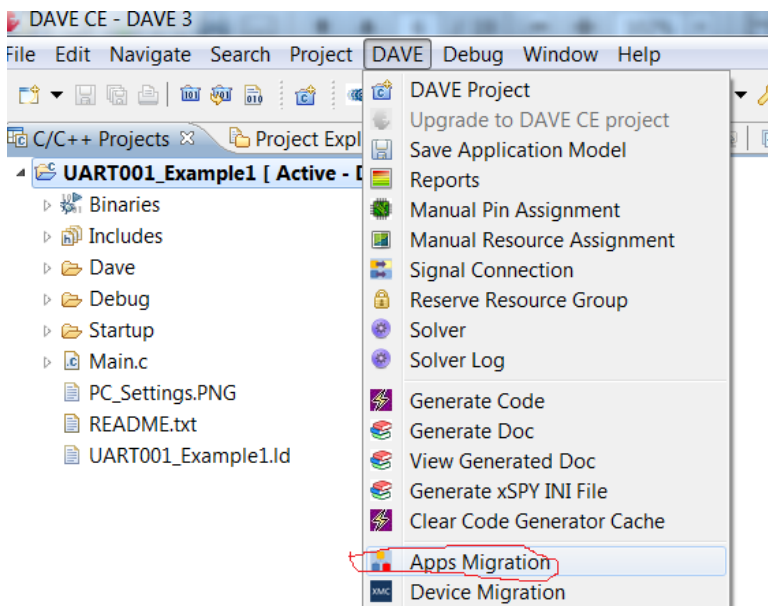 DAVE CE - DAVE 3
File Edit Navigate Search Project DAVE Debug Window Help
C/C++ Projects Project Expl
UART001_Example1 [ Active - D
Binaries
Includes
Dave
Debug
Startup
Main.c
PC_Settings.PNG
README.txt
UART001_Example1.ld
DAVE Project
Upgrade to DAVE CE project
Save Application Model
Reports
Manual Pin Assignment
Manual Resource Assignment
Signal Connection
Reserve Resource Group
Solver
Solver Log
Generate Code
Generate Doc
View Generated Doc
Generate xSPY INI File
Clear Code Generator Cache
Apps Migration
XMC Device Migration